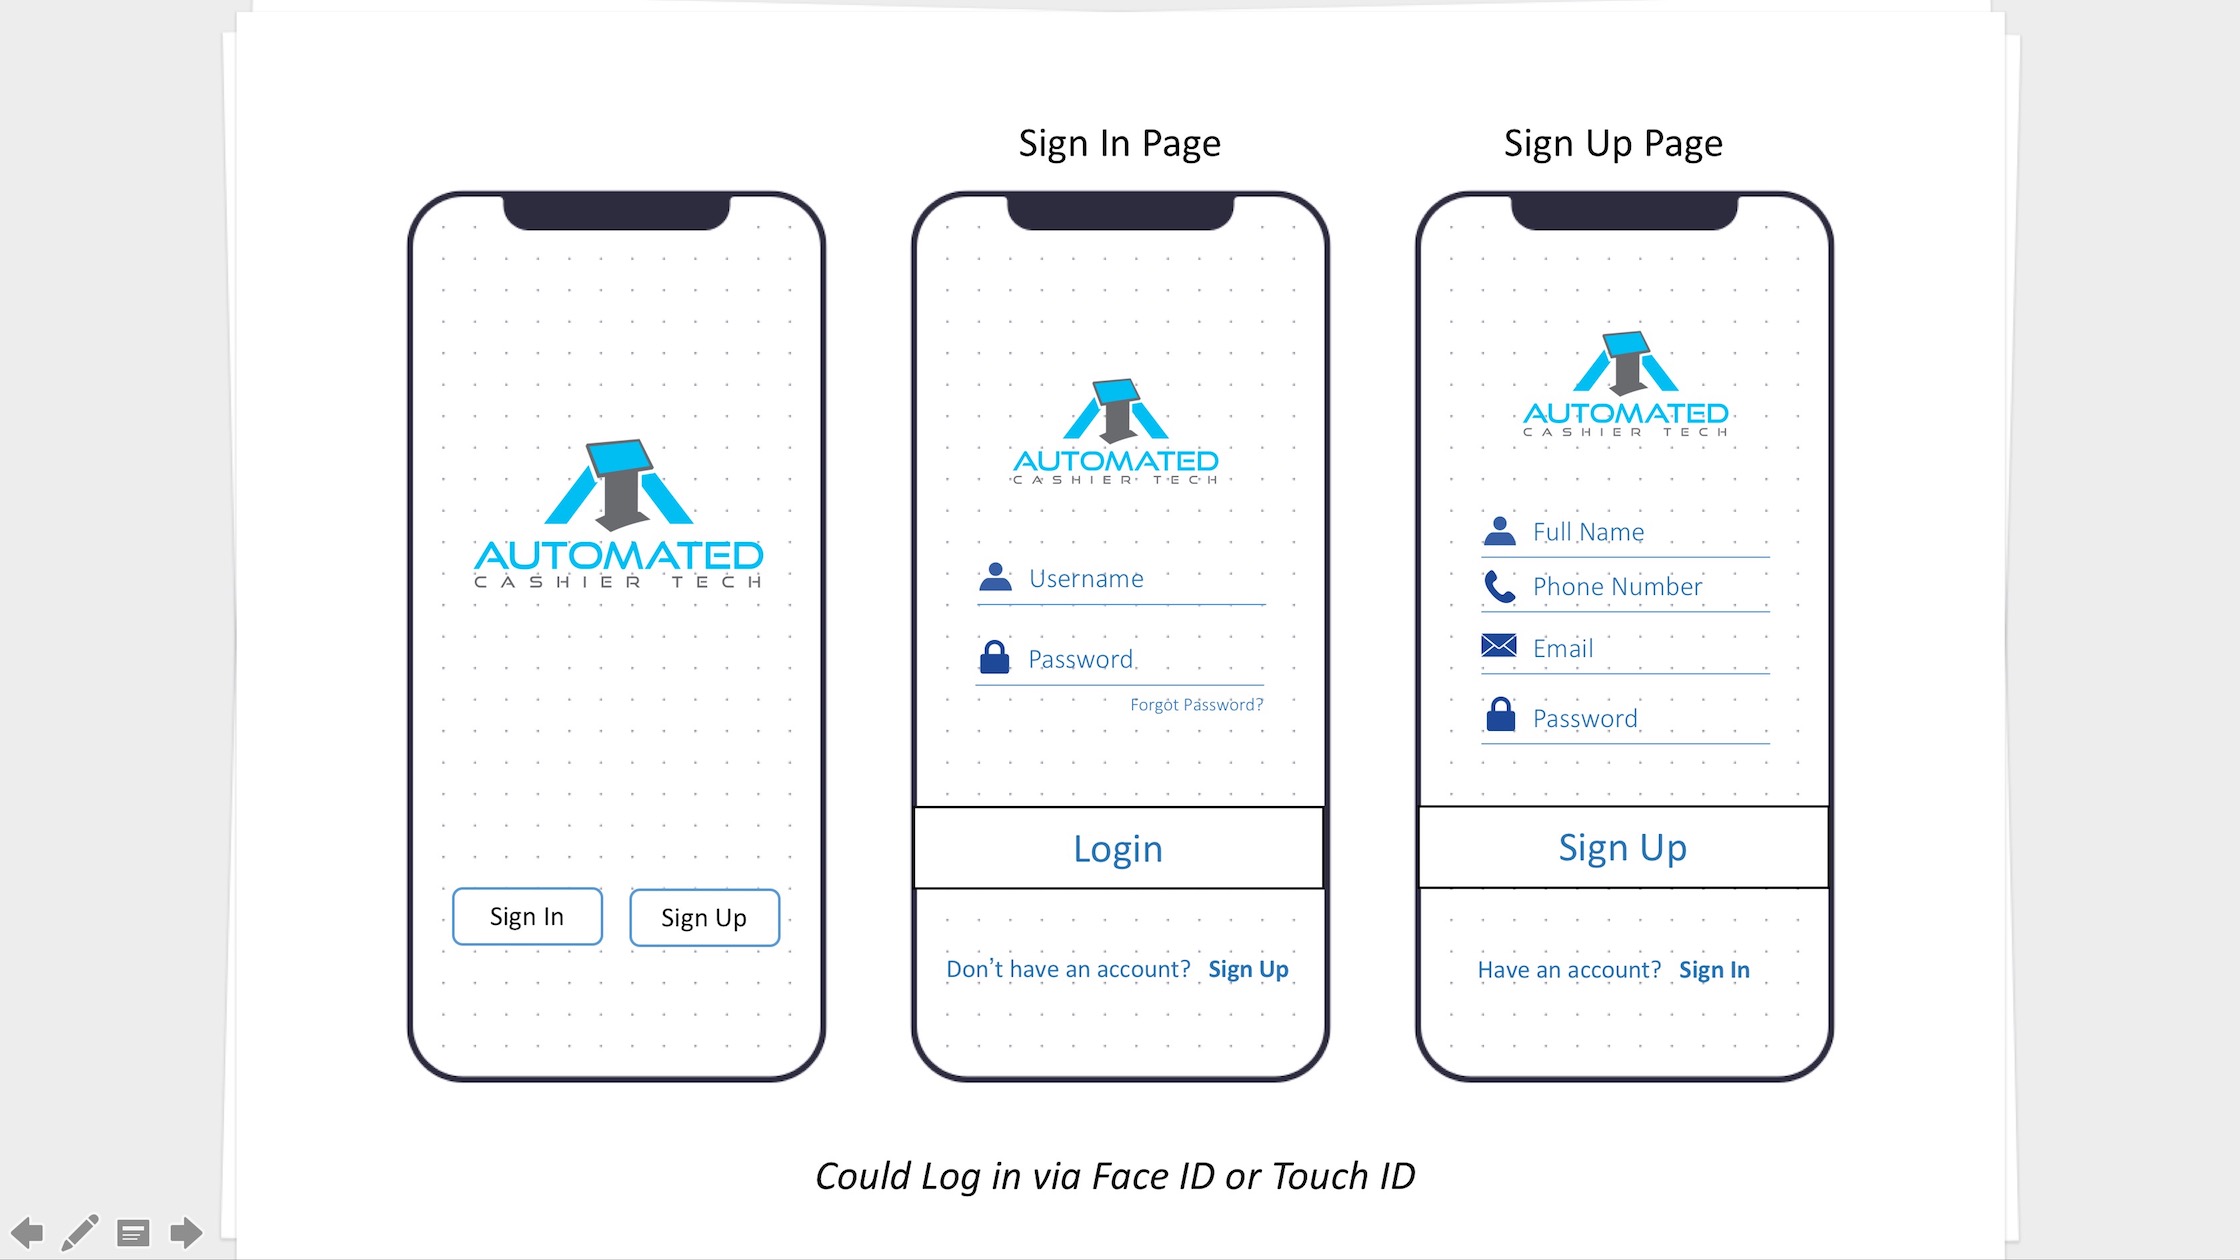 Sign In Page
Sign Up Page
AUTOMATED
CASHIER TECH
Sign In
Sign Up
AUTOMATED
CASHIER TECH
Username
Password
Forgot Password?
Login
Don't have an account? Sign Up
AUTOMATED
CASHIER TECH
Full Name
Phone Number
Email
Password
Sign Up
Have an account? Sign In
Could Log in via Face ID or Touch ID